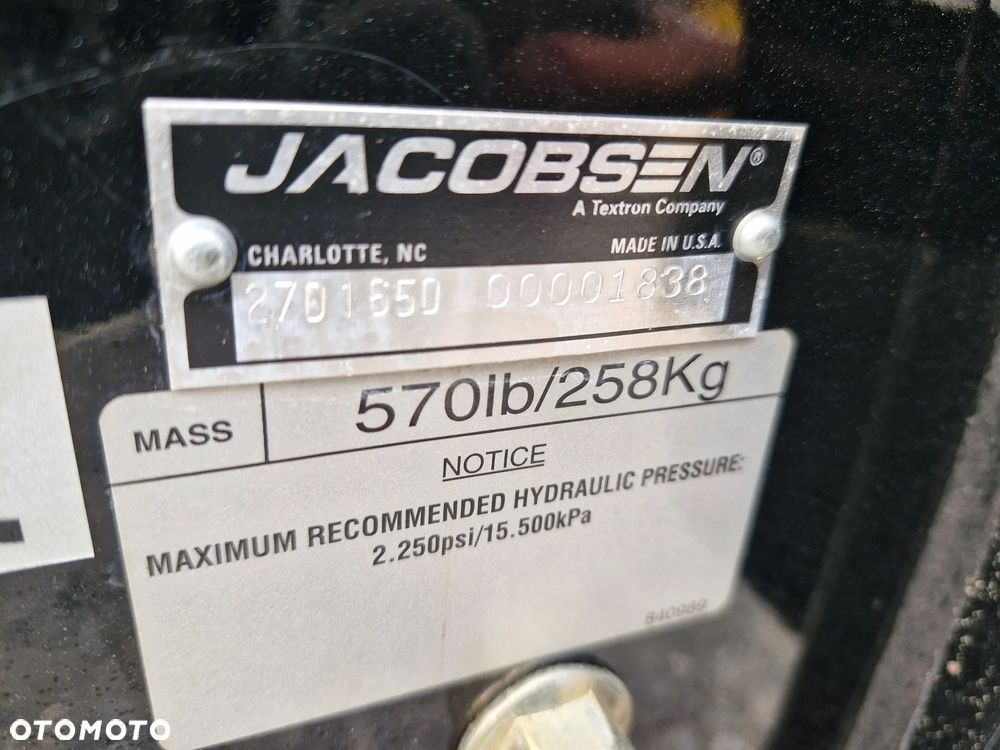 JACOBSEN®
A Textron Company
CHARLOTTE, NC MADE IN U.S.A.
2701650 00001838
MASS 570lb/258Kg
NOTICE
MAXIMUM RECOMMENDED HYDRAULIC PRESSURE:
2.250psi/15.500kPa
840989
OTOMOTO